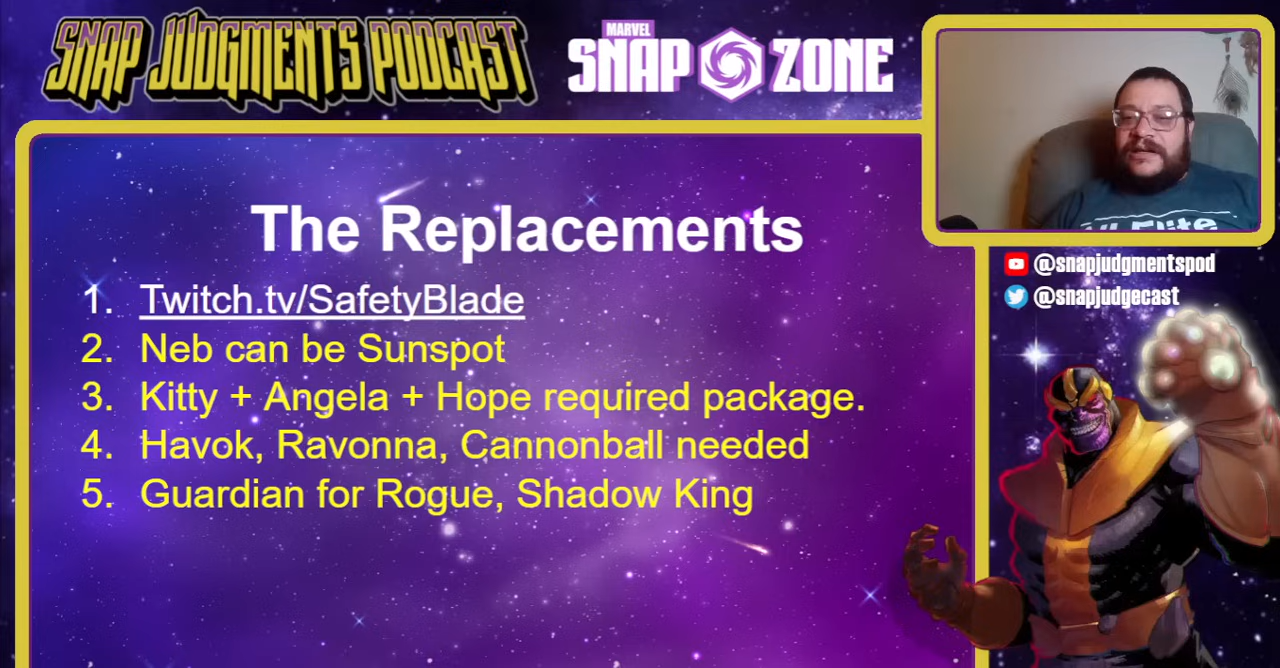 SNAP JUDGMENTS PODCAST
MARVEL
SNAP ZONE
The Replacements
1. Twitch.tv/SafetyBlade
2. Neb can be Sunspot
3. Kitty + Angela + Hope required package.
4. Havok, Ravonna, Cannonball needed
5. Guardian for Rogue, Shadow King
@snapjudgmentspod
@snapjudgecast